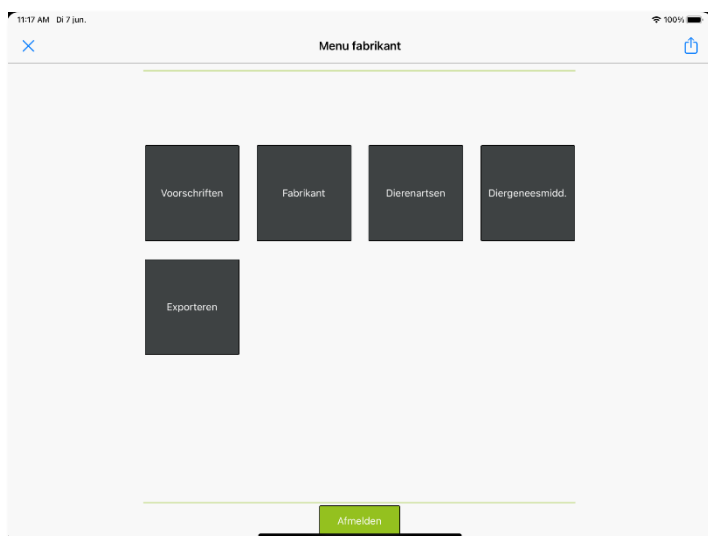 11:17 AM Di 7 jun.
100%
Menu fabrikant
Voorschriften
Fabrikant
Dierenartsen
Diergeneesmidd.
Exporteren
Afmelden